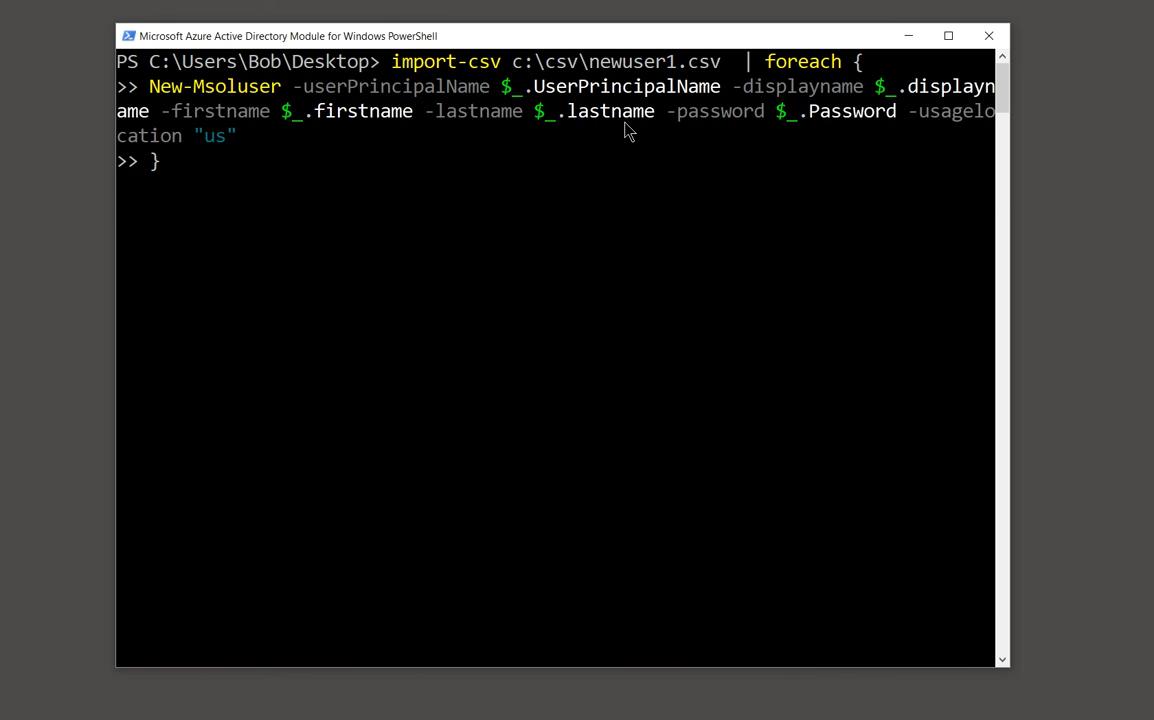 Microsoft Azure Active Directory Module for Windows PowerShell
PS C:\Users\Bob\Desktop> import-csv c:\csv\newuser1.csv  | foreach {
>> New-Msoluser -userPrincipalName $_.UserPrincipalName -displayname $_.displayn
ame -firstname $_.firstname -lastname $_.lastname -password $_.Password -usagelo
cation "us"
>> }